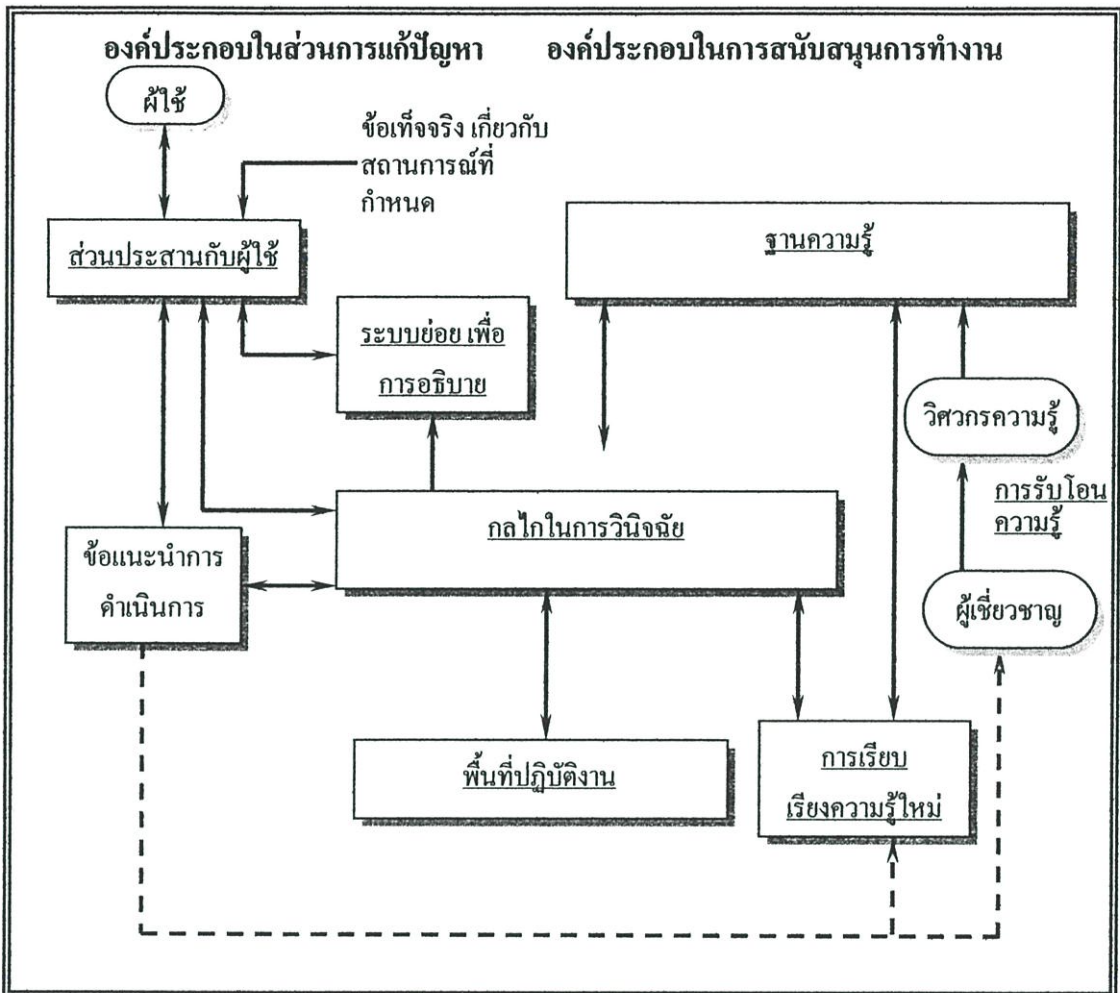 องค์ประกอบในส่วนการแก้ปัญหา
องค์ประกอบในการสนับสนุนการทำงาน
ผู้ใช้
ข้อเท็จจริง เกี่ยวกับ
สถานการณ์ที่
กำหนด
ส่วนประสานกับผู้ใช้
ฐานความรู้
ระบบย่อย เพื่อ
การอธิบาย
วิศวกรความรู้
การรับโอน
ความรู้
กลไกในการวินิจฉัย
ข้อแนะนำการ
ดำเนินการ
ผู้เชี่ยวชาญ
พื้นที่ปฏิบัติงาน
การเรียบ
เรียงความรู้ใหม่